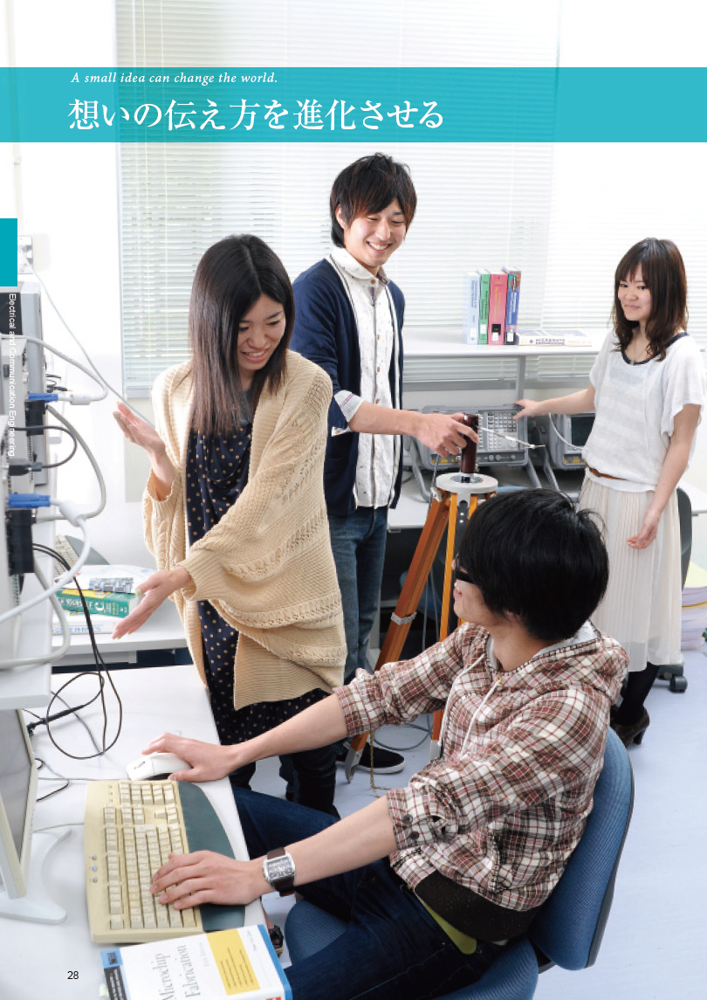 A small idea can change the world.
想いの伝え方を進化させる
Electrical and Communication Engineering
Microchip
Fabrication
28